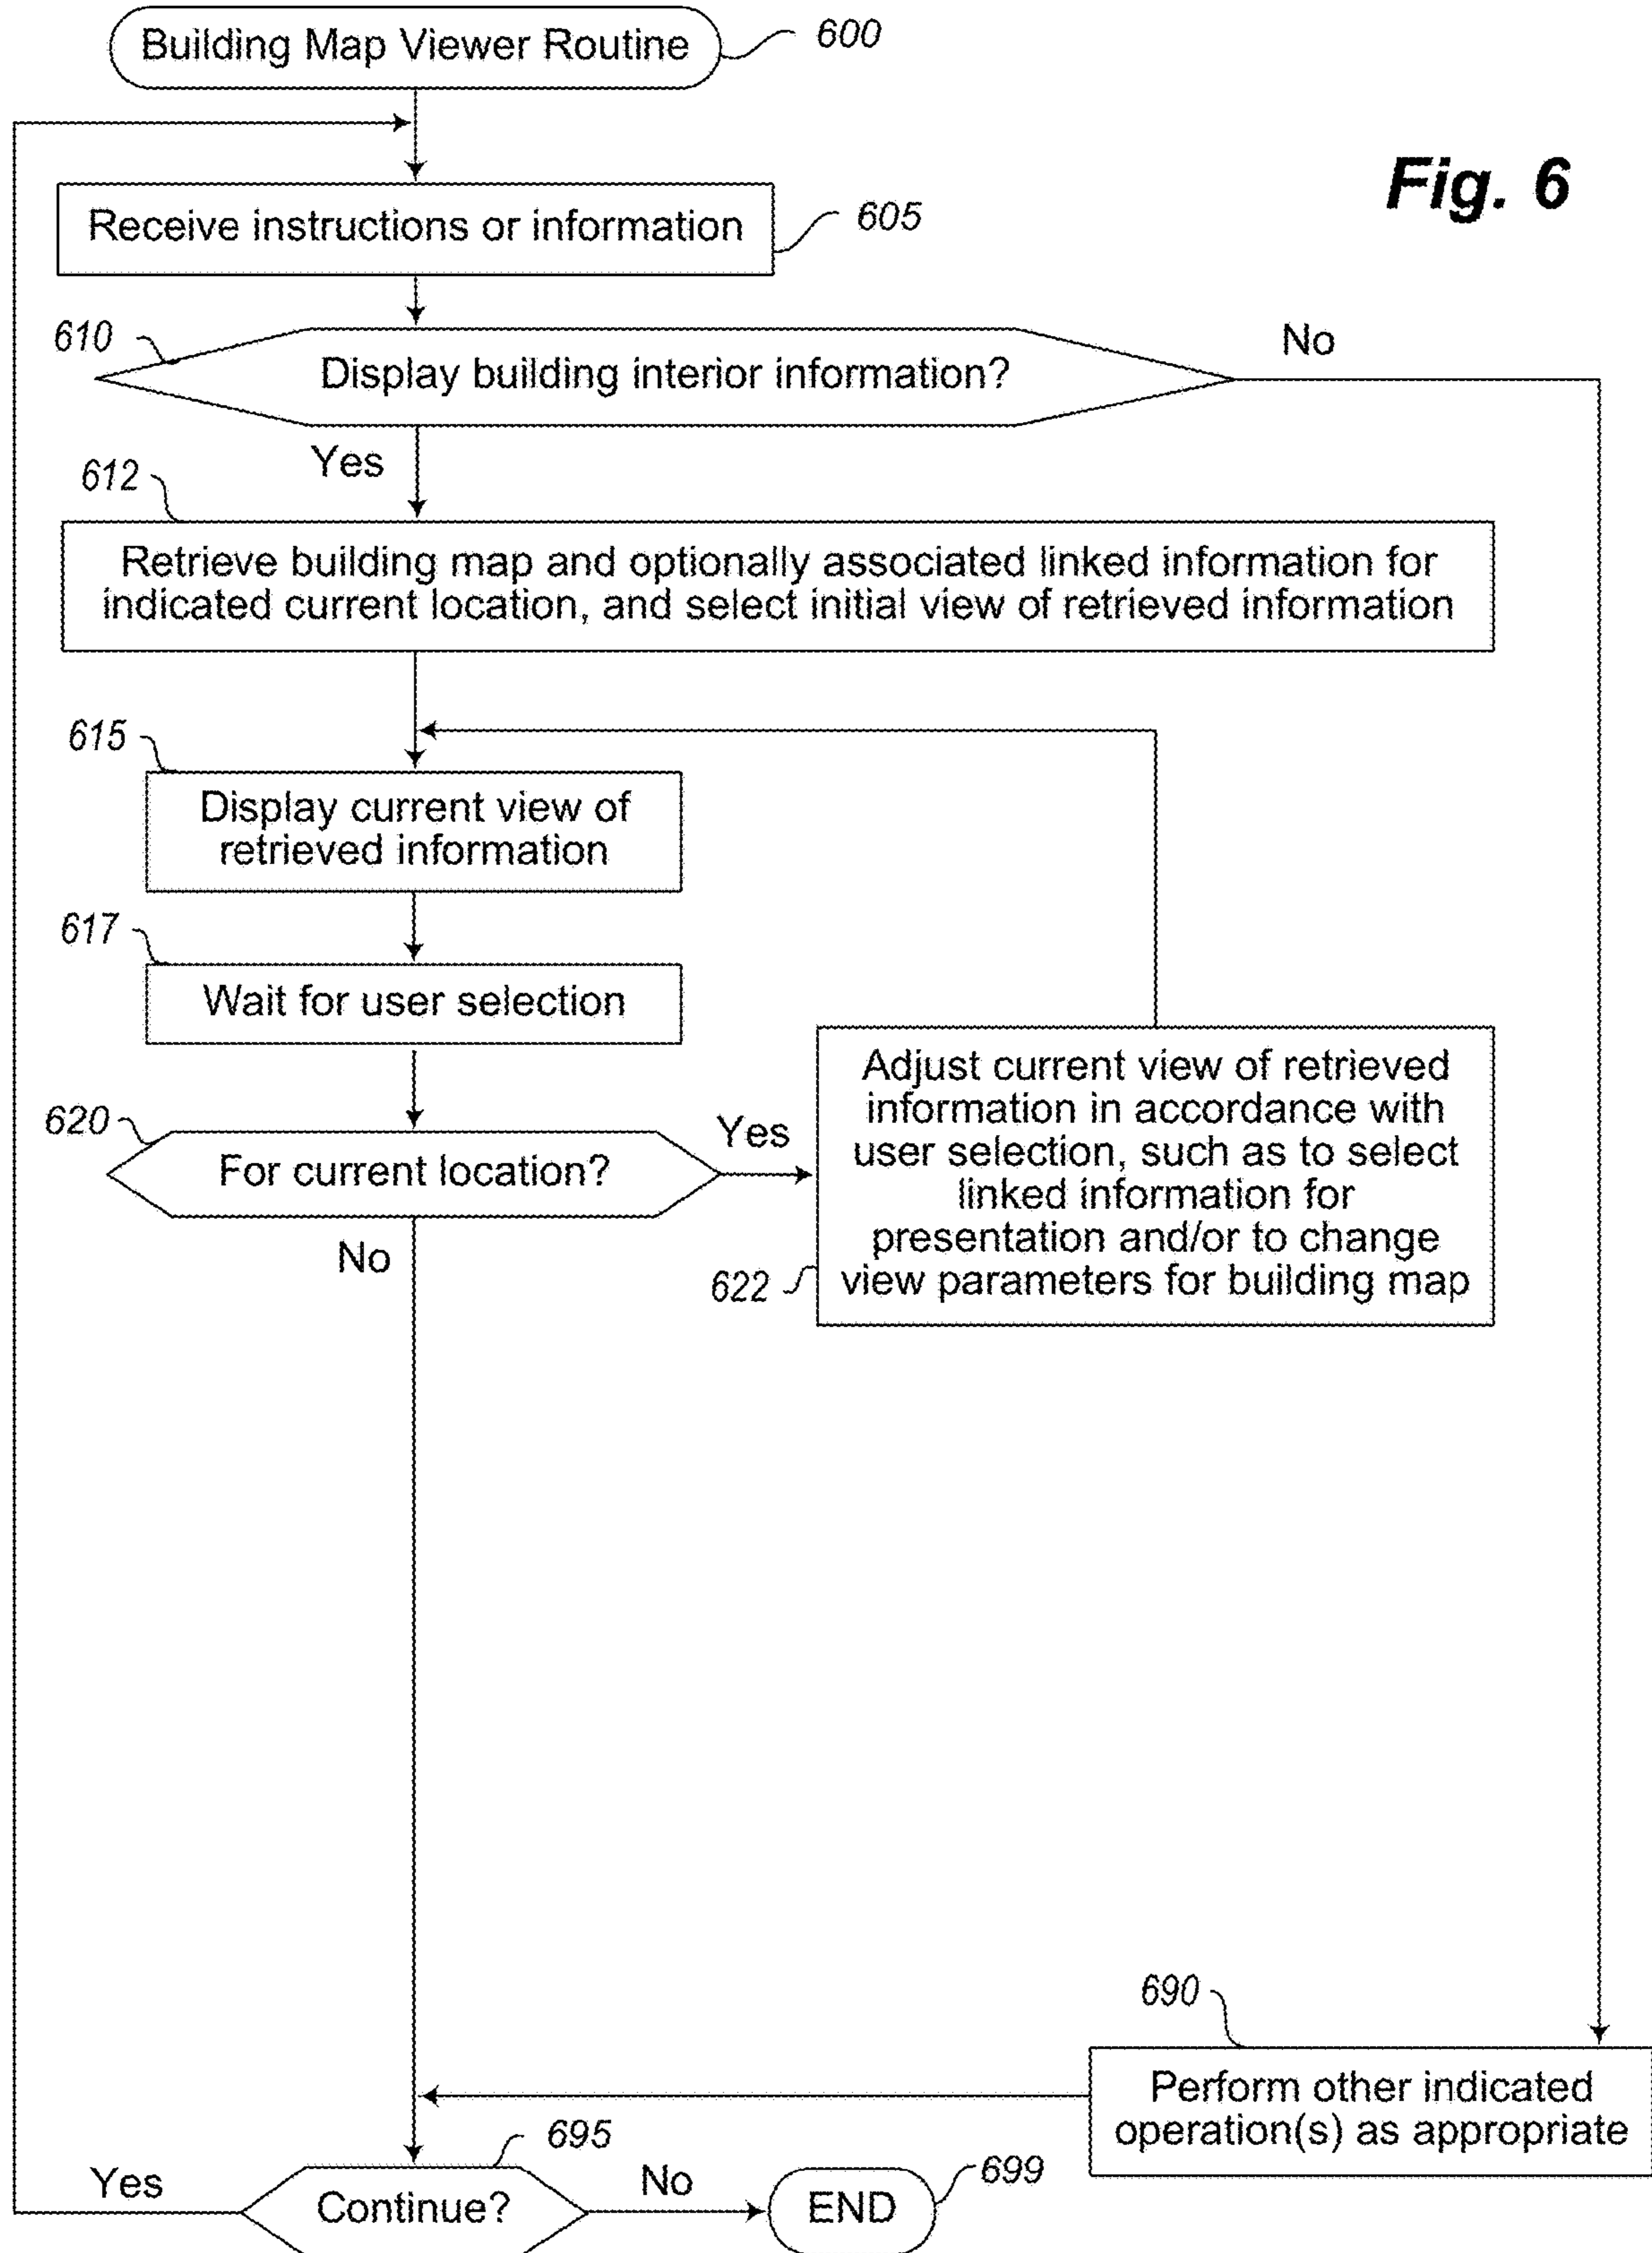 Building Map Viewer Routine
600
Fig. 6
Receive instructions or information
605
610
Display building interior information?
No
Yes
612
Retrieve building map and optionally associated linked information for
indicated current location, and select initial view of retrieved information
615
Display current view of
retrieved information
617
Wait for user selection
620
For current location?
Yes
No
Adjust current view of retrieved
information in accordance with
user selection, such as to select
linked information for
presentation and/or to change
view parameters for building map
622
690
Perform other indicated
operation(s) as appropriate
695
Yes
Continue?
No
END
699